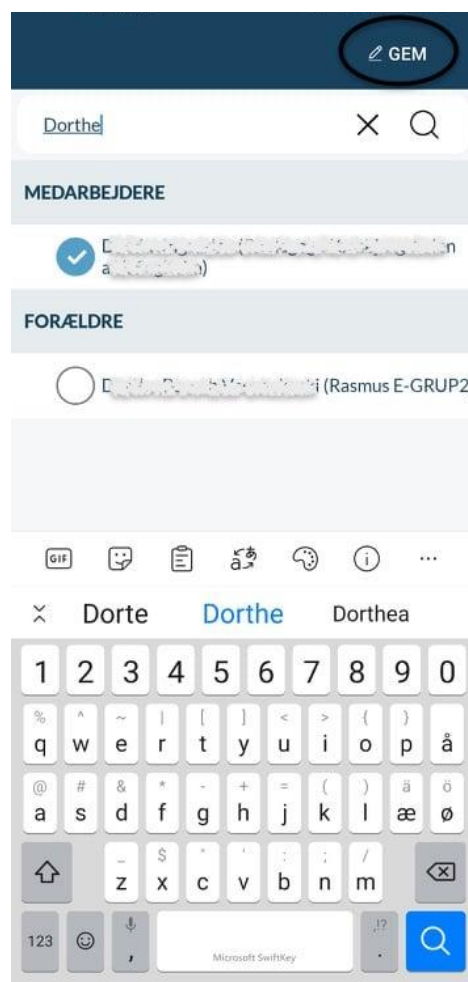 GEM
Dorthe
MEDARBEJDERE
FORÆLDRE
(Rasmus E-GRUP2
GIF
Dorte Dorthe Dorthea
1 2 3 4 5 6 7 8 9 0
% ^ ~ | [ ] < > { }
q w e r t y u i o p å
@ # & * - + = ( ) ä ö
a s d f g h j k l æ ø
_ $ " ' : ; /
z x c v b n m
123 , Microsoft SwiftKey ,!? .